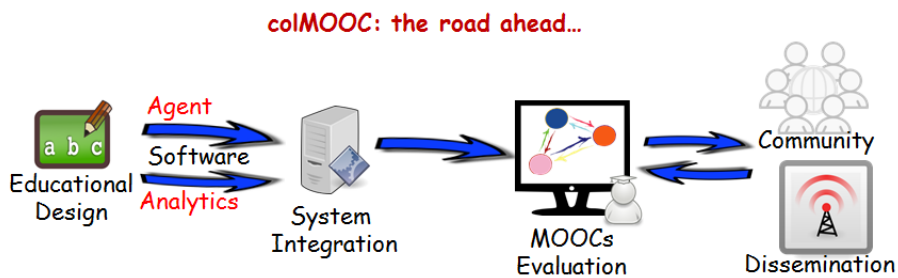 colMOOC: the road ahead...
Agent
a b c
Software
Educational
Design
Analytics
System
Integration
MOOCs
Evaluation
Community
Dissemination